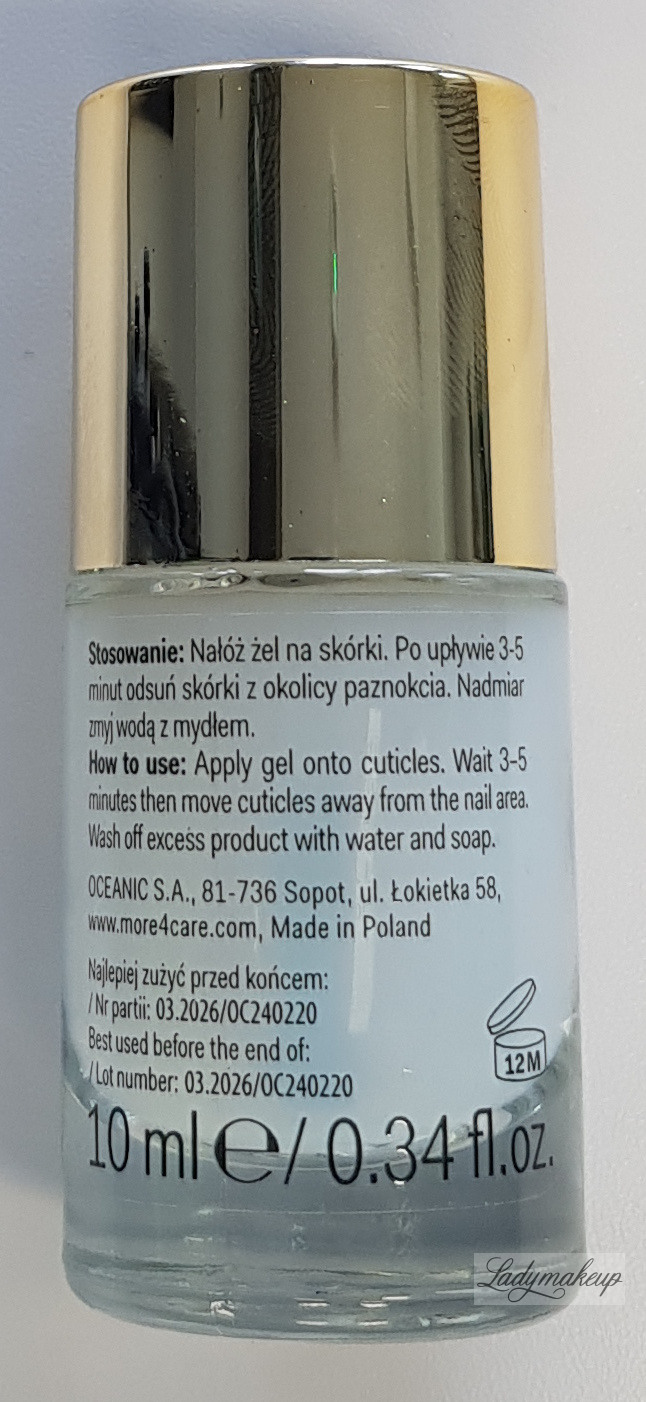 Stosowanie: Nałóż żel na skórki. Po upływie 3-5
minut odsuń skórki z okolicy paznokcia. Nadmiar
zmyj wodą z mydłem.
How to use: Apply gel onto cuticles. Wait 3-5
minutes then move cuticles away from the nail area.
Wash off excess product with water and soap.
OCEANIC S.A., 81-736 Sopot, ul. Łokietka 58,
www.more4care.com, Made in Poland
Najlepiej zużyć przed końcem:
/ Nr partii: 03.2026/OC240220
Best used before the end of:
/ Lot number: 03.2026/OC240220
12M
10 ml ℮ / 0.34 fl.oz.
Ladymakeup